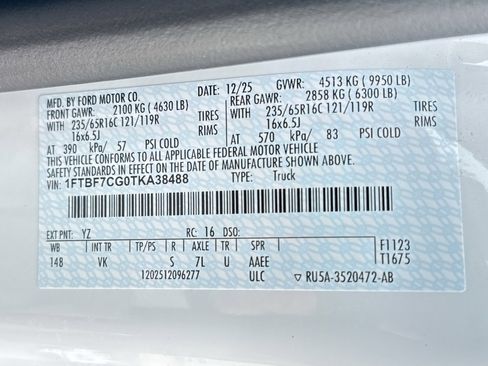 MFD. BY FORD MOTOR CO. DATE: 12/25 GVWR: 4513 KG ( 9950 LB)
FRONT GAWR: 2100 KG ( 4630 LB) REAR GAWR: 2858 KG ( 6300 LB)
WITH 235/65R16C 121/119R TIRES WITH 235/65R16C 121/119R TIRES
16x6.5J RIMS 16x6.5J RIMS
AT 390 kPa/ 57 PSI COLD AT 570 kPa/ 83 PSI COLD
THIS VEHICLE CONFORMS TO ALL APPLICABLE FEDERAL MOTOR VEHICLE
SAFETY STANDARDS IN EFFECT ON THE DATE OF MANUFACTURE SHOWN ABOVE.
VIN: 1FTBF7CG0TKA38488 TYPE: Truck
EXT PNT: YZ RC: 16 DSO:
WB INT TR TP/PS R AXLE TR SPR F1123
148 VK S 7L U AAEE T1675
1202512096277 ULC RU5A-3520472-AB